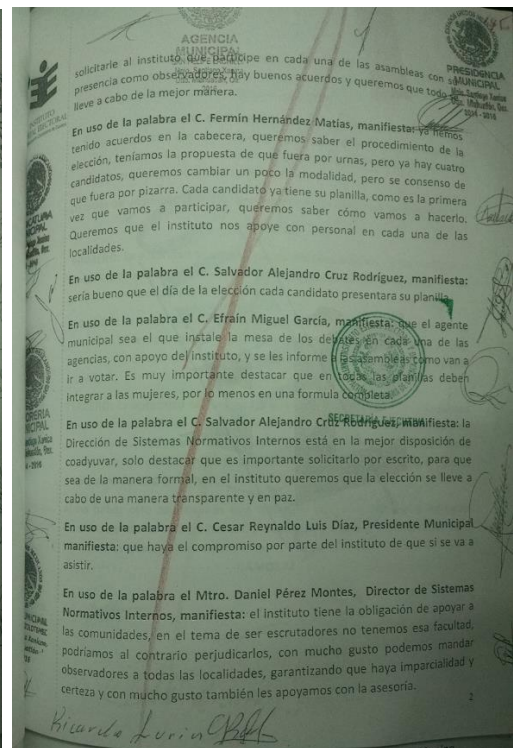 AGENCIA
MUNICIPAL
PRESIDENCIA
MUNICIPAL
2014 - 2016
solicitarle al instituto que participe en cada una de las asambleas con su
presencia como observadores, hay buenos acuerdos y queremos que todo se
lleve a cabo de la mejor manera.
En uso de la palabra el C. Fermín Hernández Matías, manifiesta: ya hemos
tenido acuerdos en la cabecera, queremos saber el procedimiento de la
elección, teníamos la propuesta de que fuera por urnas, pero ya hay cuatro
candidatos, queremos cambiar un poco la modalidad, pero se consenso de
que fuera por pizarra. Cada candidato ya tiene su planilla, como es la primera
vez que vamos a participar, queremos saber cómo vamos a hacerlo.
Queremos que el instituto nos apoye con personal en cada una de las
localidades.
En uso de la palabra el C. Salvador Alejandro Cruz Rodríguez, manifiesta:
sería bueno que el día de la elección cada candidato presentara su planilla.
En uso de la palabra el C. Efraín Miguel García, manifiesta: que el agente
municipal sea el que instale la mesa de los debates en cada una de las
agencias, con apoyo del instituto, y se les informe a las asambleas como van a
ir a votar. Es muy importante destacar que en todas las planillas deben
integrar a las mujeres, por lo menos en una formula completa.
SECRETARIA EJECUTIVA
En uso de la palabra el C. Salvador Alejandro Cruz Rodríguez, manifiesta: la
Dirección de Sistemas Normativos Internos está en la mejor disposición de
coadyuvar, solo destacar que es importante solicitarlo por escrito, para que
sea de la manera formal, en el instituto queremos que la elección se lleve a
cabo de una manera transparente y en paz.
En uso de la palabra el C. Cesar Reynaldo Luis Díaz, Presidente Municipal
manifiesta: que haya el compromiso por parte del instituto de que si se va a
asistir.
En uso de la palabra el Mtro. Daniel Pérez Montes, Director de Sistemas
Normativos Internos, manifiesta: el instituto tiene la obligación de apoyar a
las comunidades, en el tema de ser escrutadores no tenemos esa facultad,
podríamos al contrario perjudicarlos, con mucho gusto podemos mandar
observadores a todas las localidades, garantizando que haya imparcialidad y
certeza y con mucho gusto también les apoyamos con la asesoría.
2
Ricarda